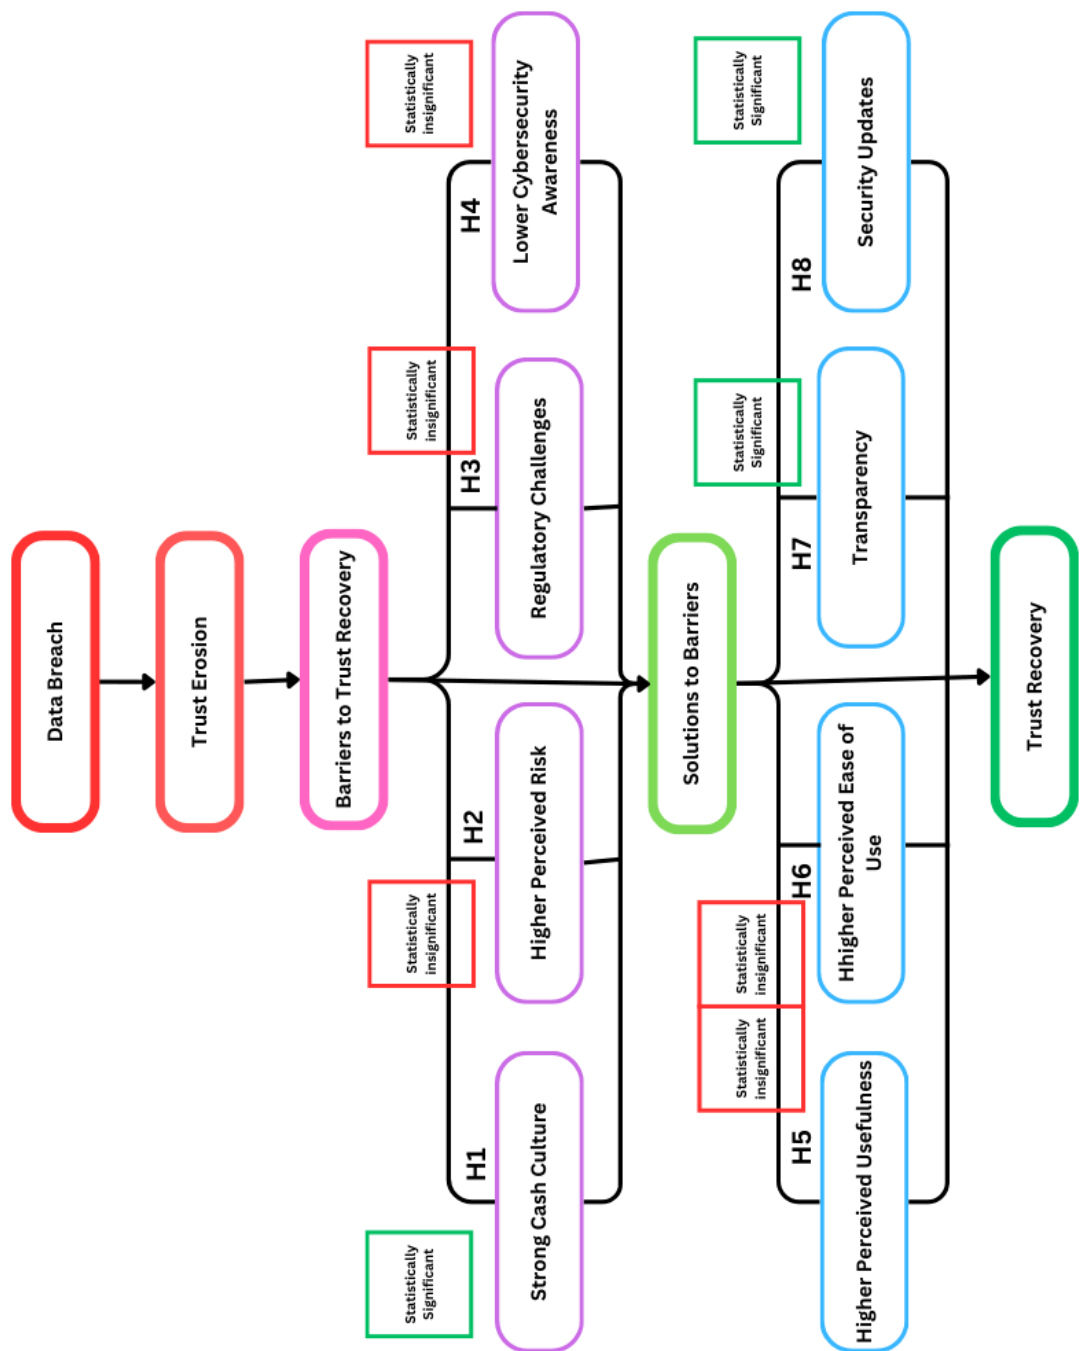 Data Breach
Trust Erosion
Barriers to Trust Recovery
Statistically
Significant
Statistically
insignificant
Statistically
insignificant
Statistically
insignificant
H1
H2
H3
H4
Strong Cash Culture
Higher Perceived Risk
Regulatory Challenges
Lower Cybersecurity
Awareness
Solutions to Barriers
Statistically
insignificant
Statistically
insignificant
Statistically
Significant
Statistically
Significant
H5
H6
H7
H8
Higher Perceived Usefulness
Hhigher Perceived Ease of
Use
Transparency
Security Updates
Trust Recovery